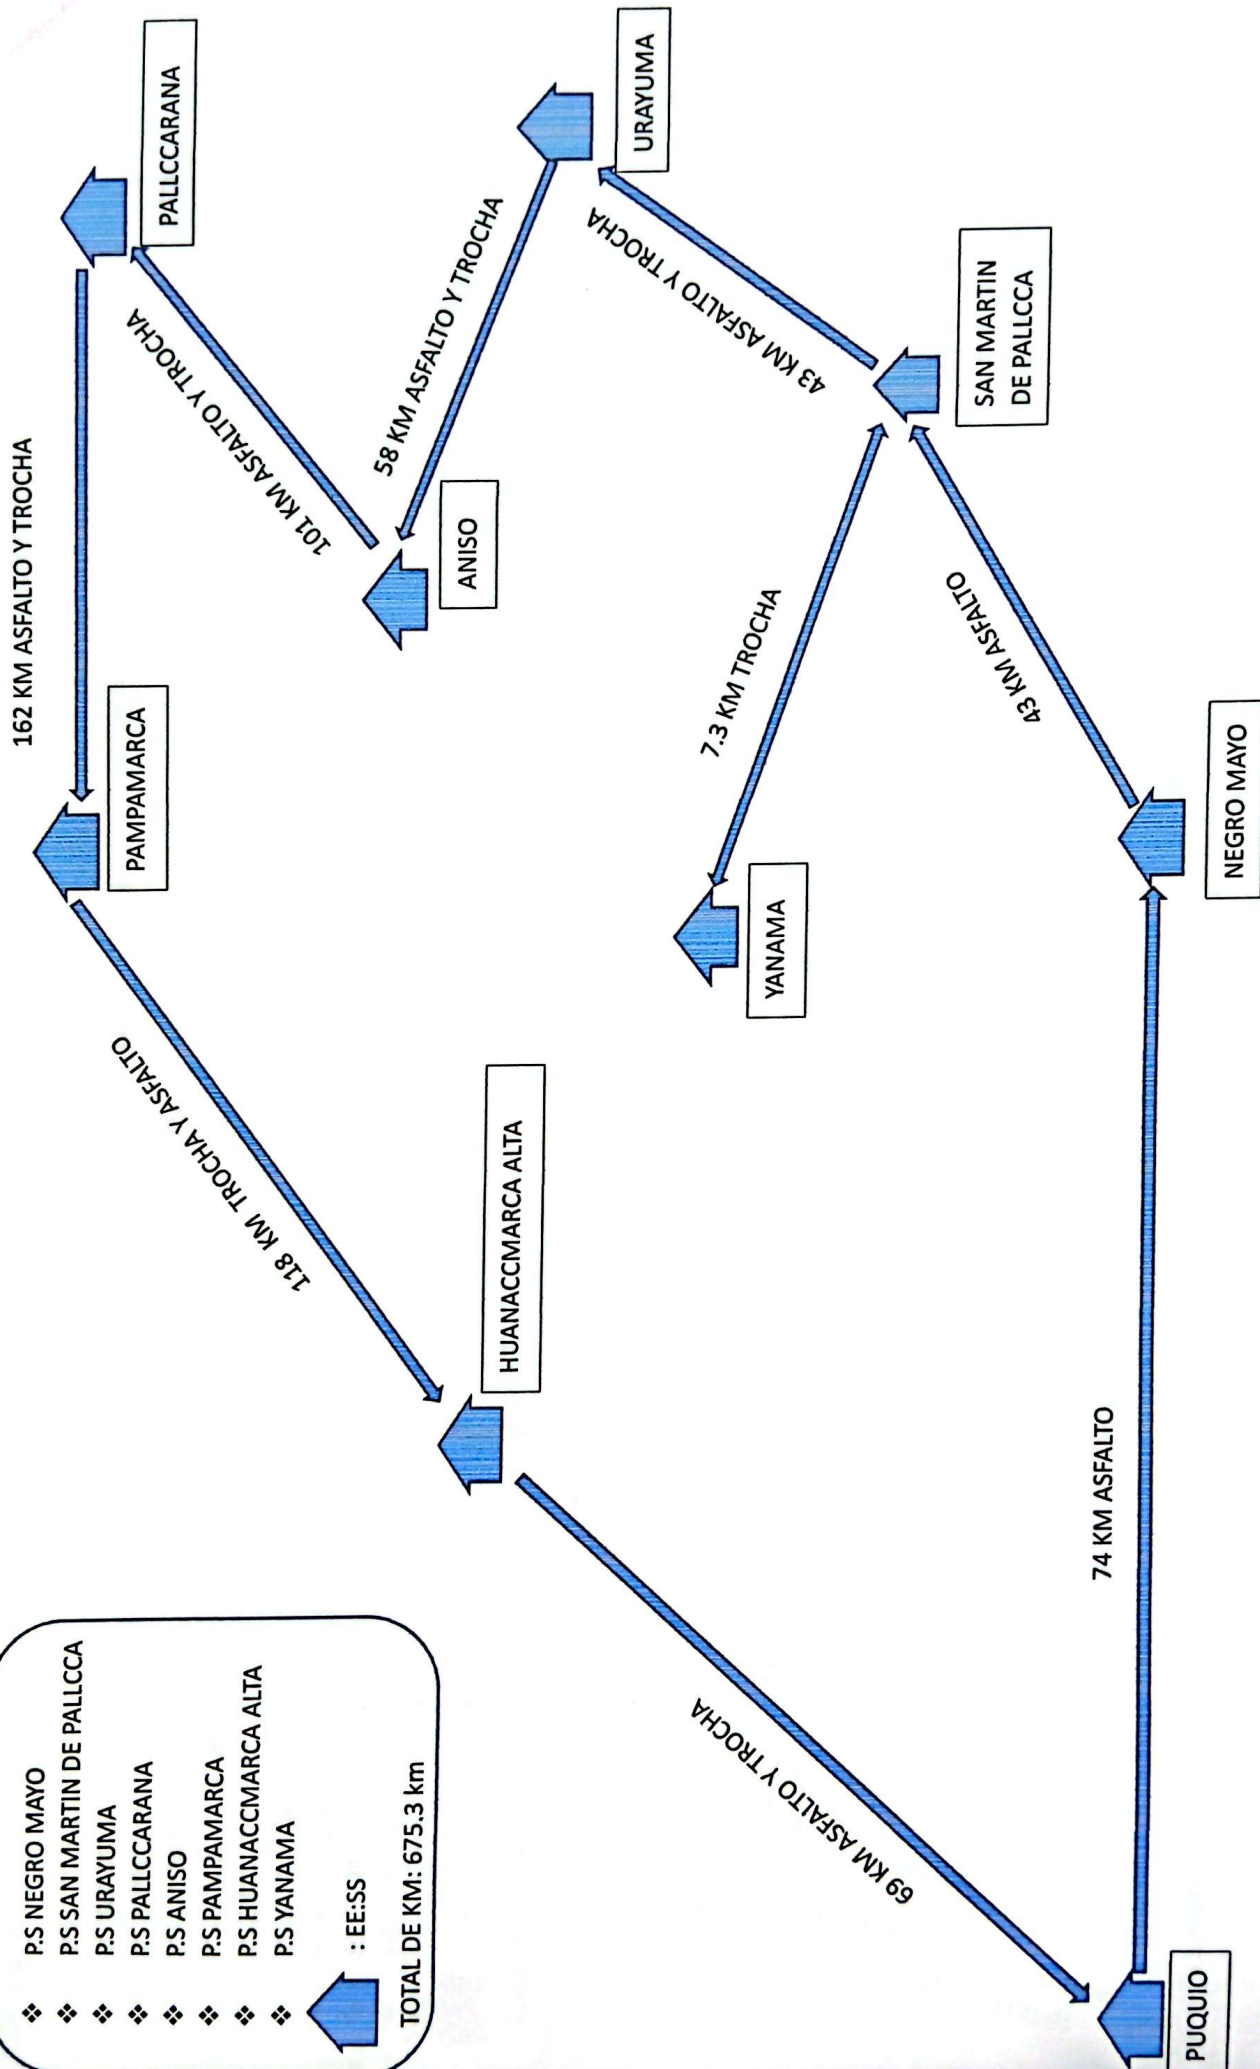 ❖ P.S NEGRO MAYO
❖ P.S SAN MARTIN DE PALLCCA
❖ P.S URAYUMA
❖ P.S PALLCCARANA
❖ P.S ANISO
❖ P.S PAMPAMARCA
❖ P.S HUANACCMARCA ALTA
❖ P.S YANAMA
: EE:SS
TOTAL DE KM: 675.3 km
162 KM ASFALTO Y TROCHA
PAMPAMARCA
PALLCCARANA
101 KM ASFALTO Y TROCHA
118 KM TROCHA Y ASFALTO
58 KM ASFALTO Y TROCHA
ANISO
URAYUMA
HUANACCMARCA ALTA
43 KM ASFALTO Y TROCHA
7.3 KM TROCHA
YANAMA
SAN MARTIN
DE PALLCCA
69 KM ASFALTO Y TROCHA
43 KM ASFALTO
74 KM ASFALTO
NEGRO MAYO
PUQUIO